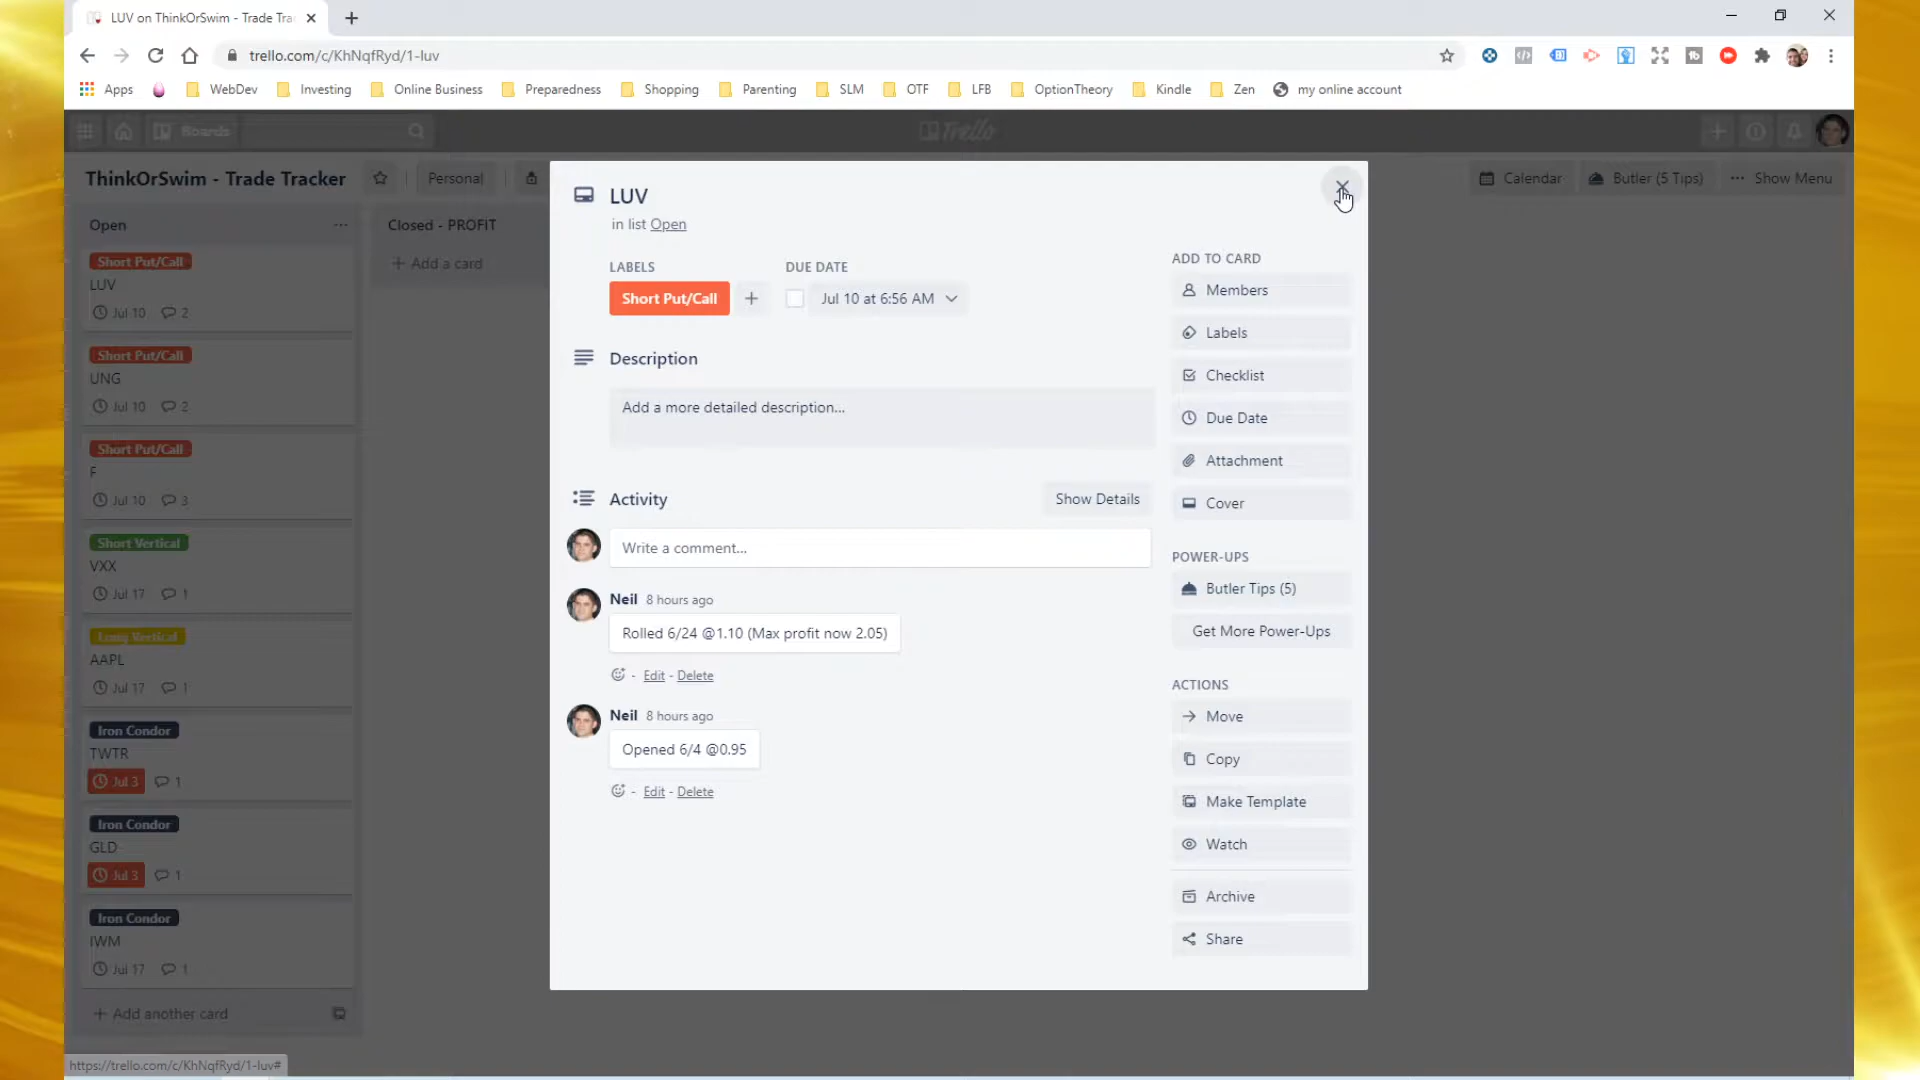 LUV on ThinkOrSwim - Trade Tra
trello.com/c/KhNqfRyd/1-luv
Apps
WebDev
Investing
Online Business
Preparedness
Shopping
Parenting
SLM
OTF
LFB
OptionTheory
Kindle
Zen
my online account
Boards
Trello
ThinkOrSwim - Trade Tracker
Personal
Calendar
Butler (5 Tips)
Show Menu
Open
Short Put/Call
LUV
Jul 10
2
Short Put/Call
UNG
Jul 10
2
Short Put/Call
F
Jul 10
3
Short Vertical
VXX
Jul 17
1
Long Vertical
AAPL
Jul 17
1
Iron Condor
TWTR
Jul 3
1
Iron Condor
GLD
Jul 3
1
Iron Condor
IWM
Jul 17
1
+ Add another card
Closed - PROFIT
+ Add a card
LUV
in list Open
LABELS
Short Put/Call
DUE DATE
Jul 10 at 6:56 AM
Description
Add a more detailed description...
Activity
Show Details
Write a comment...
Neil 8 hours ago
Rolled 6/24 @1.10 (Max profit now 2.05)
- Edit - Delete
Neil 8 hours ago
Opened 6/4 @0.95
- Edit - Delete
ADD TO CARD
Members
Labels
Checklist
Due Date
Attachment
Cover
POWER-UPS
Butler Tips (5)
Get More Power-Ups
ACTIONS
Move
Copy
Make Template
Watch
Archive
Share
https://trello.com/c/KhNqfRyd/1-luv#